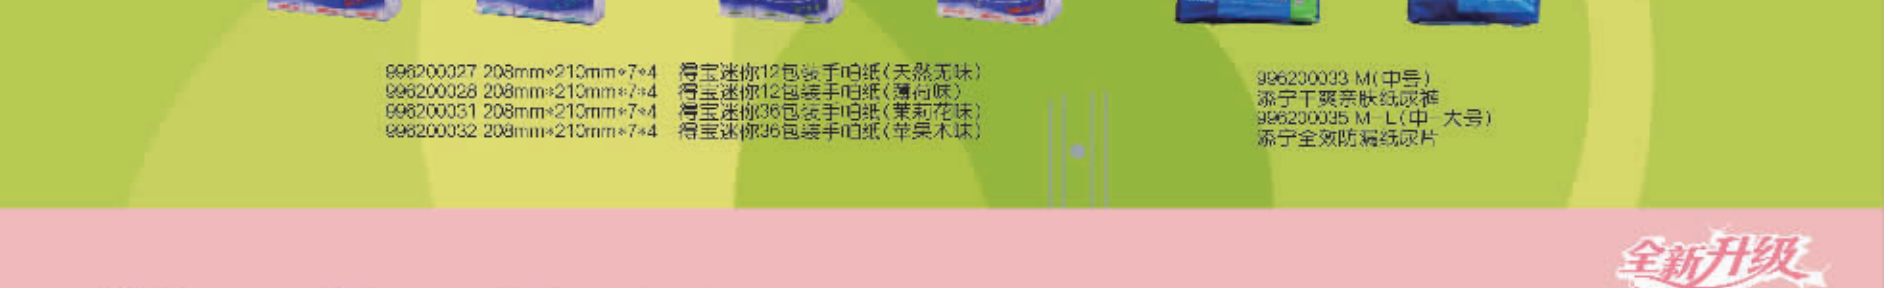 996200027 208mm*210mm*7*4 得宝迷你12包装手帕纸(天然无味)
996200028 208mm*210mm*7*4 得宝迷你12包装手帕纸(薄荷味)
996200031 208mm*210mm*7*4 得宝迷你36包装手帕纸(茉莉花味)
996200032 208mm*210mm*7*4 得宝迷你36包装手帕纸(苹果木味)
996200033 M(中号)
添宁干爽亲肤纸尿裤
996200035 M-L(中-大号)
添宁全效防漏纸尿片
全新升级